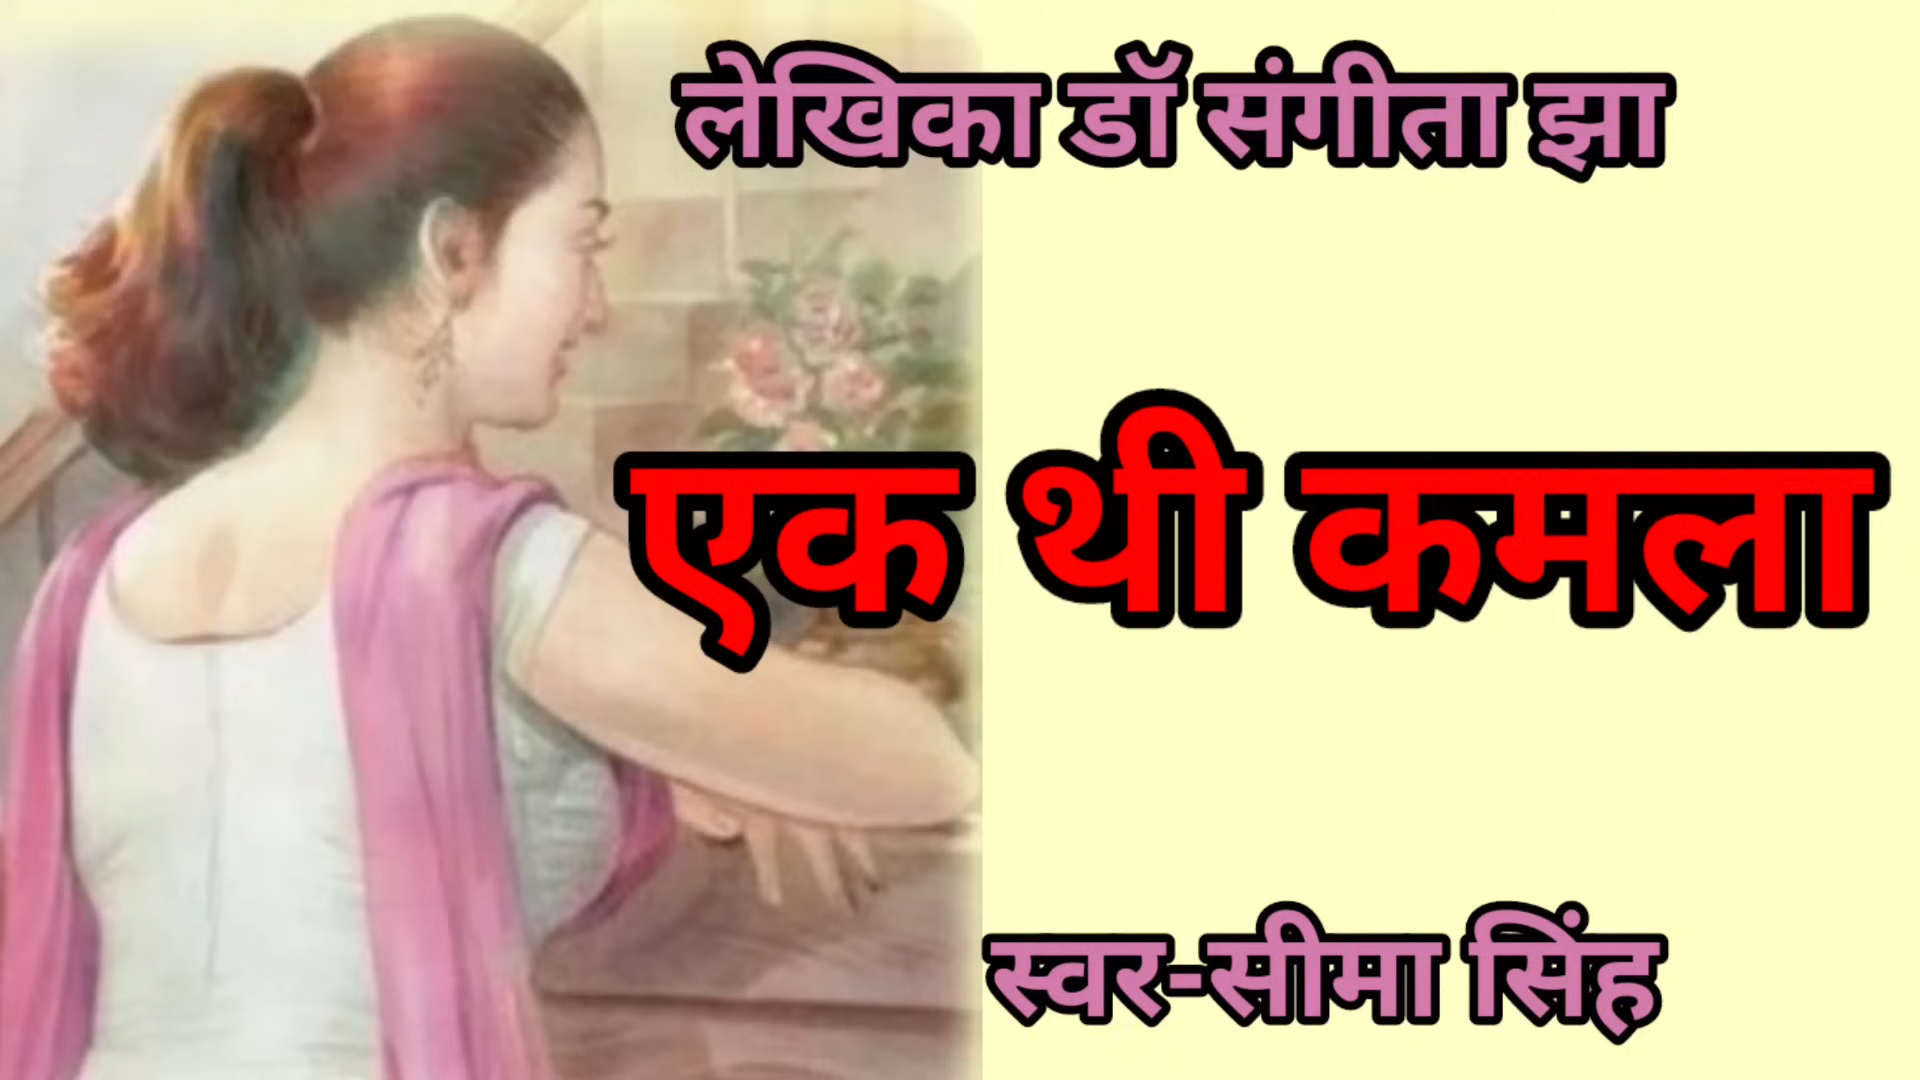 लेखिका डॉ संगीता झा
एक थी कमला
स्वर-सीमा सिंह